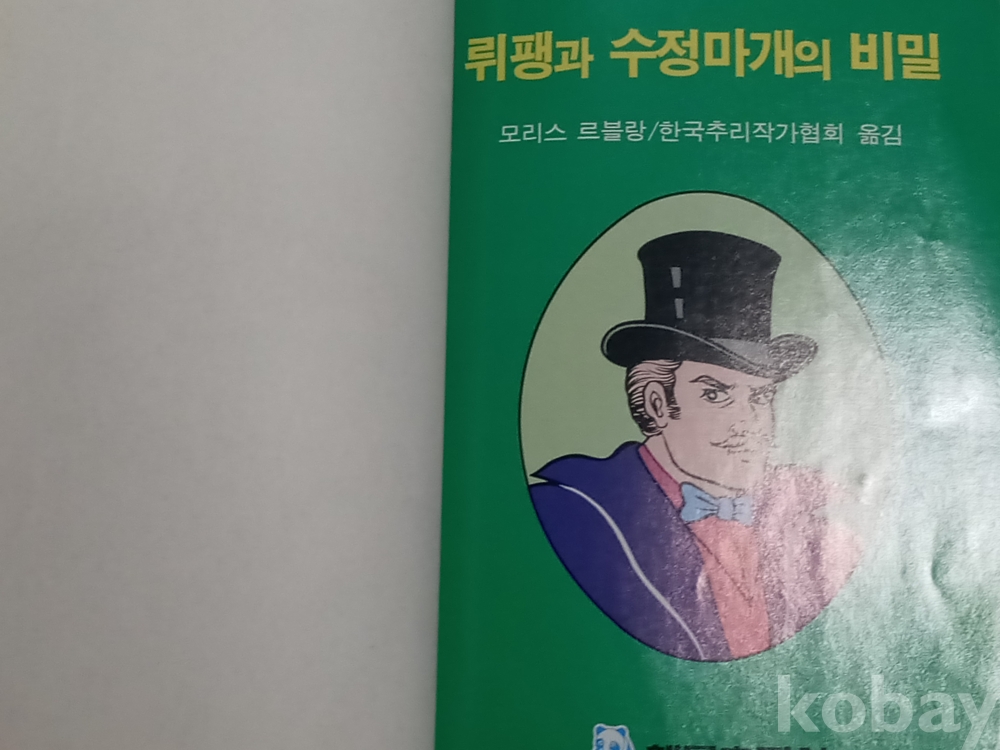 뤼팽과 수정마개의 비밀
모리스 르블랑/한국추리작가협회 옮김
kobay